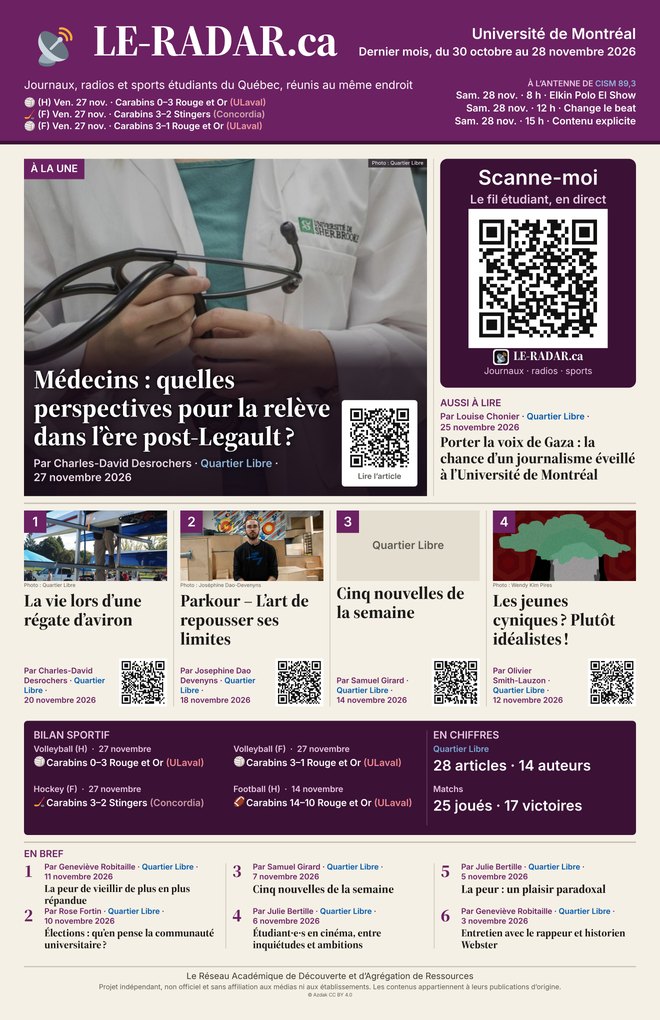 LE-RADAR.ca
Université de Montréal
Dernier mois, du 30 octobre au 28 novembre 2026
Journaux, radios et sports étudiants du Québec, réunis au même endroit
(H) Ven. 27 nov. · Carabins 0–3 Rouge et Or (ULaval)
(F) Ven. 27 nov. · Carabins 3–2 Stingers (Concordia)
(F) Ven. 27 nov. · Carabins 3–1 Rouge et Or (ULaval)
À L'ANTENNE DE CISM 89,3
Sam. 28 nov. · 8 h · Elkin Polo El Show
Sam. 28 nov. · 12 h · Change le beat
Sam. 28 nov. · 15 h · Contenu explicite
À LA UNE
Photo : Quartier Libre
UNIVERSITÉ DE
SHERBROOKE
Médecins : quelles
perspectives pour la relève
dans l'ère post-Legault ?
Par Charles-David Desrochers · Quartier Libre ·
27 novembre 2026
Lire l'article
Scanne-moi
Le fil étudiant, en direct
LE-RADAR.ca
Journaux · radios · sports
AUSSI À LIRE
Par Louise Chonier · Quartier Libre ·
25 novembre 2026
Porter la voix de Gaza : la
chance d'un journalisme éveillé
à l'Université de Montréal
1
Photo : Quartier Libre
La vie lors d'une
régate d'aviron
Par Charles-David
Desrochers · Quartier
Libre ·
20 novembre 2026
2
Photo : Joséphine Dao-Devenyns
Parkour – L'art de
repousser ses
limites
Par Josephine Dao
Devenyns · Quartier
Libre ·
18 novembre 2026
3
Quartier Libre
Cinq nouvelles de
la semaine
Par Samuel Girard ·
Quartier Libre ·
14 novembre 2026
4
Photo : Wendy Kim Pires
Les jeunes
cyniques ? Plutôt
idéalistes !
Par Olivier
Smith-Lauzon ·
Quartier Libre ·
12 novembre 2026
BILAN SPORTIF
Volleyball (H) · 27 novembre
Carabins 0–3 Rouge et Or (ULaval)
Volleyball (F) · 27 novembre
Carabins 3–1 Rouge et Or (ULaval)
Hockey (F) · 27 novembre
Carabins 3–2 Stingers (Concordia)
Football (H) · 14 novembre
Carabins 14–10 Rouge et Or (ULaval)
EN CHIFFRES
Quartier Libre
28 articles · 14 auteurs
Matchs
25 joués · 17 victoires
EN BREF
1
Par Geneviève Robitaille · Quartier Libre ·
11 novembre 2026
La peur de vieillir de plus en plus
répandue
2
Par Rose Fortin · Quartier Libre ·
10 novembre 2026
Élections : qu'en pense la communauté
universitaire ?
3
Par Samuel Girard · Quartier Libre ·
7 novembre 2026
Cinq nouvelles de la semaine
4
Par Julie Bertille · Quartier Libre ·
6 novembre 2026
Étudiant·e·s en cinéma, entre
inquiétudes et ambitions
5
Par Julie Bertille · Quartier Libre ·
5 novembre 2026
La peur : un plaisir paradoxal
6
Par Geneviève Robitaille · Quartier Libre ·
3 novembre 2026
Entretien avec le rappeur et historien
Webster
Le Réseau Académique de Découverte et d'Agrégation de Ressources
Projet indépendant, non officiel et sans affiliation aux médias ni aux établissements. Les contenus appartiennent à leurs publications d'origine.
© Azdak CC BY 4.0